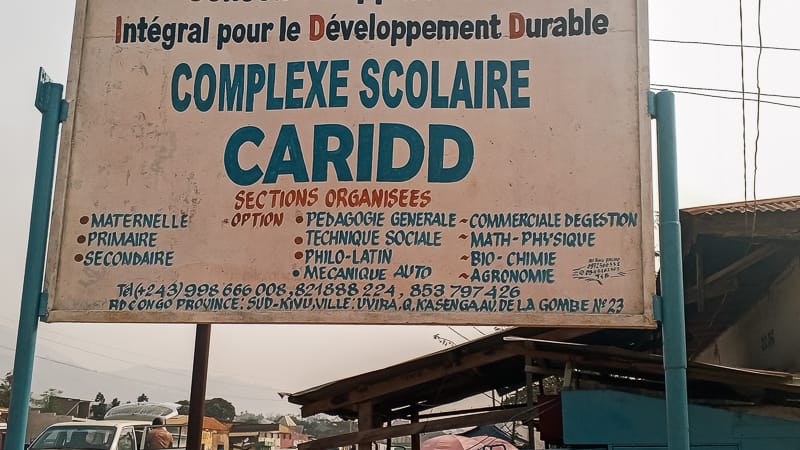 Intégral pour le Développement Durable
COMPLEXE SCOLAIRE
CARIDD
SECTIONS ORGANISEES
MATERNELLE
PRIMAIRE
SECONDAIRE
OPTION
PEDAGOGIE GENERALE
TECHNIQUE SOCIALE
PHILO-LATIN
MECANIQUE AUTO
COMMERCIALE DE GESTION
MATH-PHYSIQUE
BIO-CHIMIE
AGRONOMIE
Tél (+243) 998 666 008, 821888 224, 853 797426
RD CONGO PROVINCE: SUD-KIVU, VILLE: UVIRA, Q. KASENGA AV, DE LA GOMBE N° 23